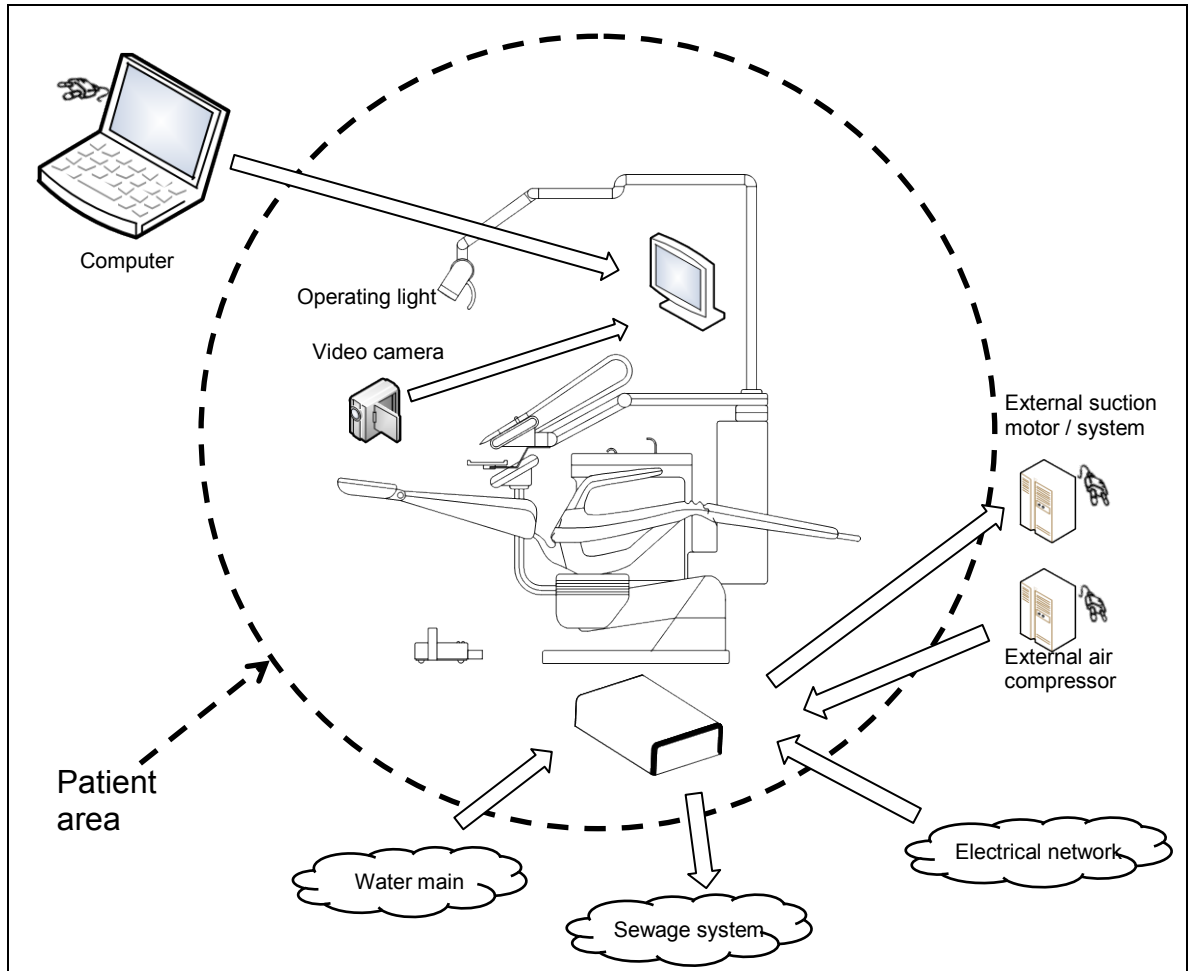 Computer
Operating light
Video camera
External suction
motor / system
External air
compressor
Patient
area
Electrical network
Water main
Sewage system